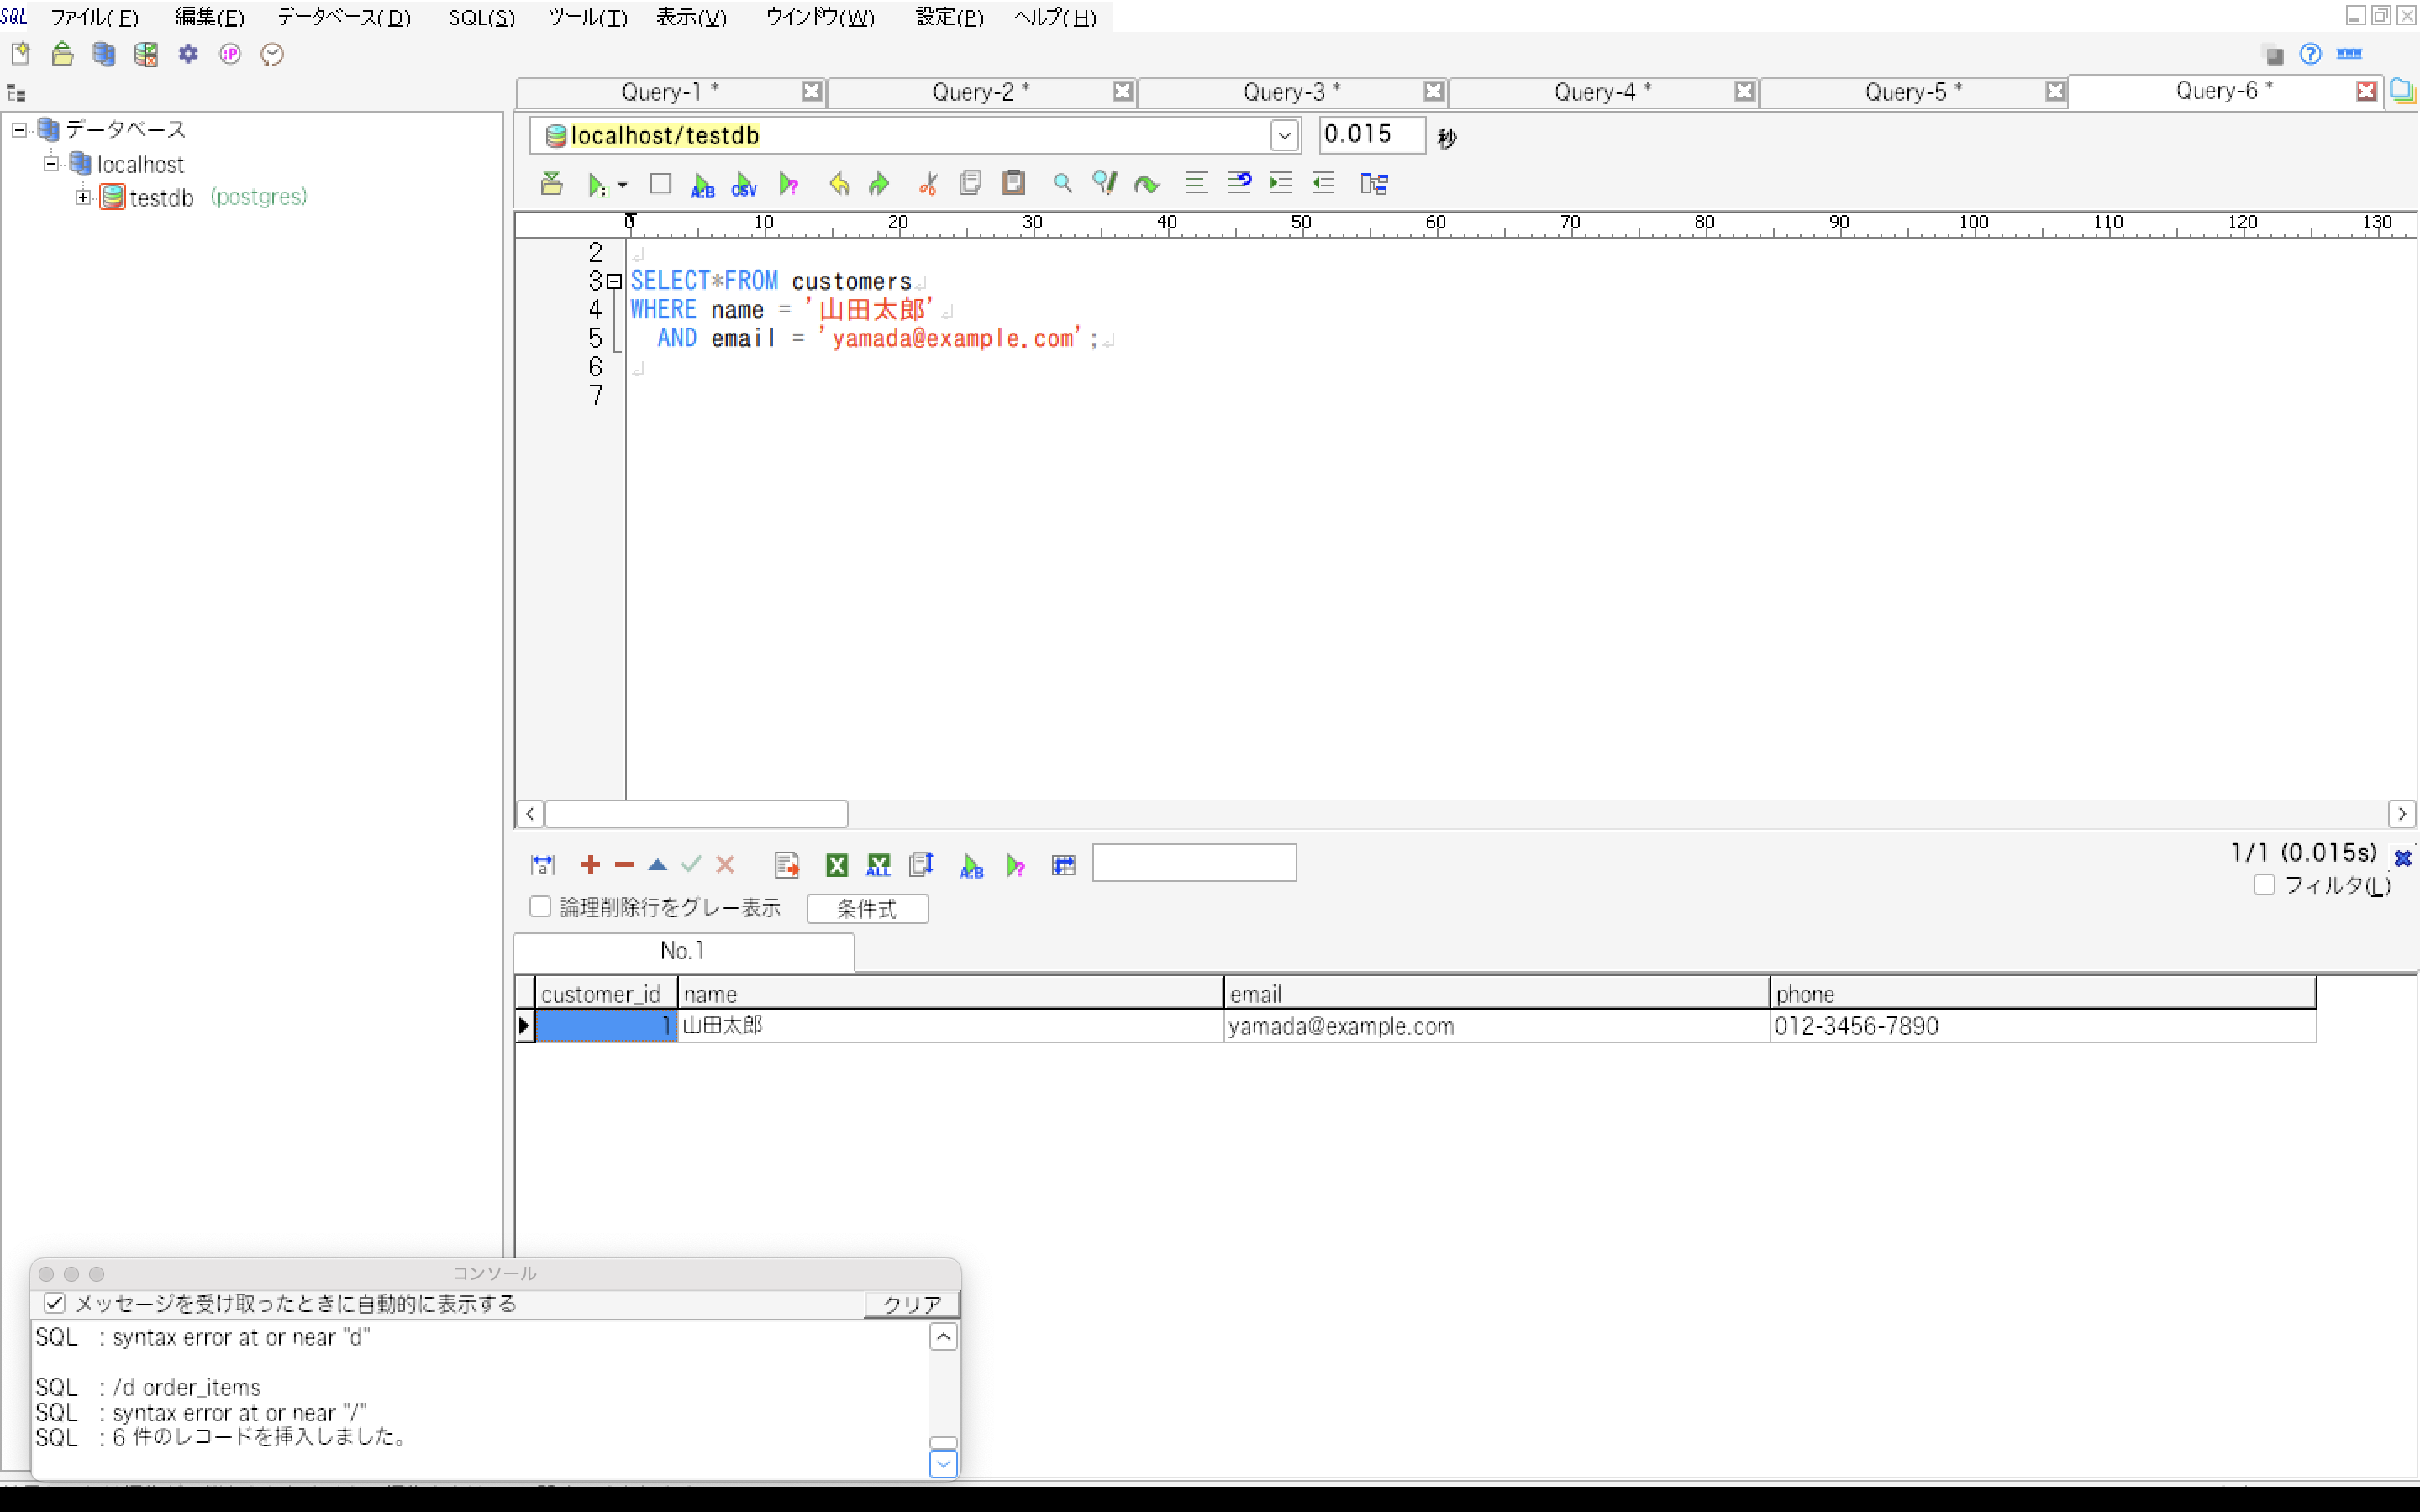 SQL ファイル(F) 編集(E) データベース(D) SQL(S) ツール(T) 表示(V) ウインドウ(W) 設定(P) ヘルプ(H)
Query-1 * Query-2 * Query-3 * Query-4 * Query-5 * Query-6 *
データベース
localhost
testdb (postgres)
localhost/testdb 0.015 秒
A:B CSV
0 10 20 30 40 50 60 70 80 90 100 110 120 130
2
3 SELECT*FROM customers
4 WHERE name = '山田太郎'
5 AND email = 'yamada@example.com';
6
7
ALL A:B 1/1 (0.015s)
論理削除行をグレー表示 条件式 フィルタ(L)
No.1
customer_id name email phone
1 山田太郎 yamada@example.com 012-3456-7890
コンソール
メッセージを受け取ったときに自動的に表示する クリア
SQL : syntax error at or near "d"
SQL : /d order_items
SQL : syntax error at or near "/"
SQL : 6 件のレコードを挿入しました。